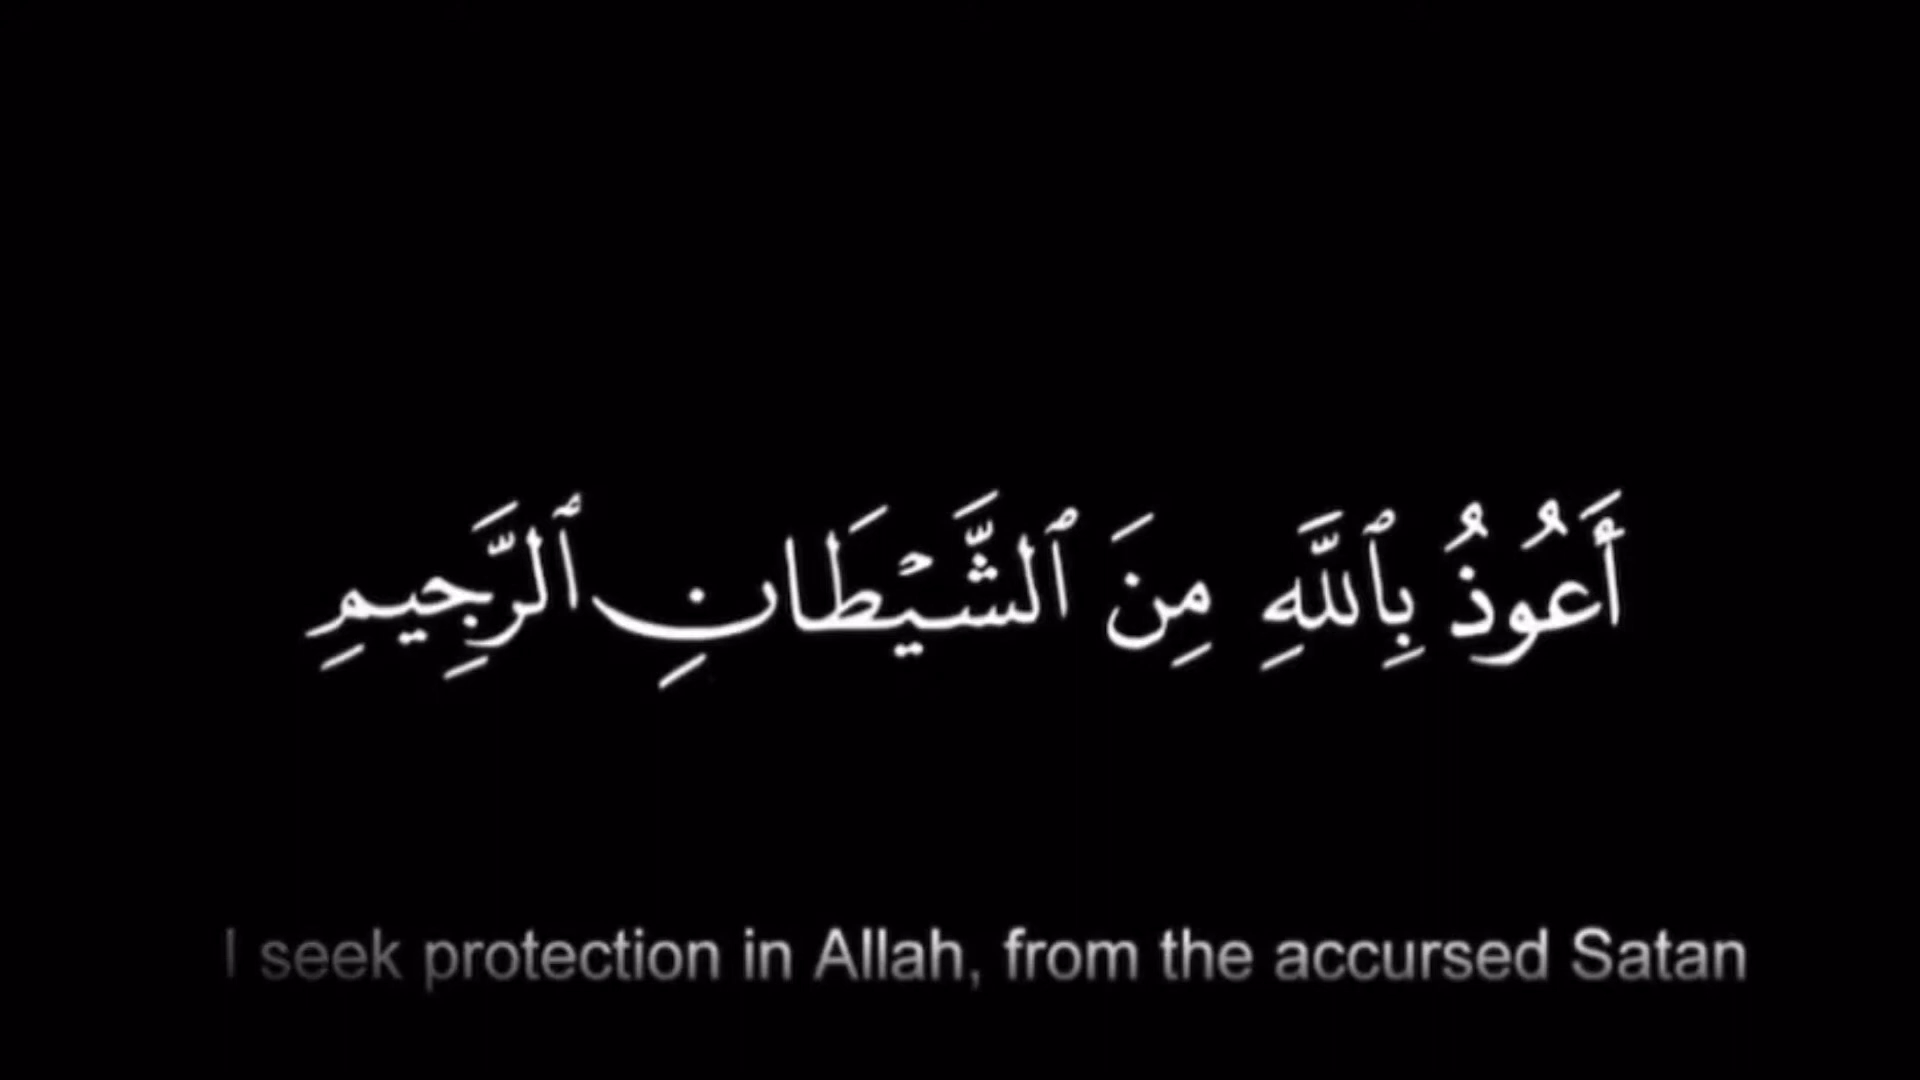 أَعُوذُ بِٱللَّهِ مِنَ ٱلشَّيۡطَانِ ٱلرَّجِيمِ
I seek protection in Allah, from the accursed Satan